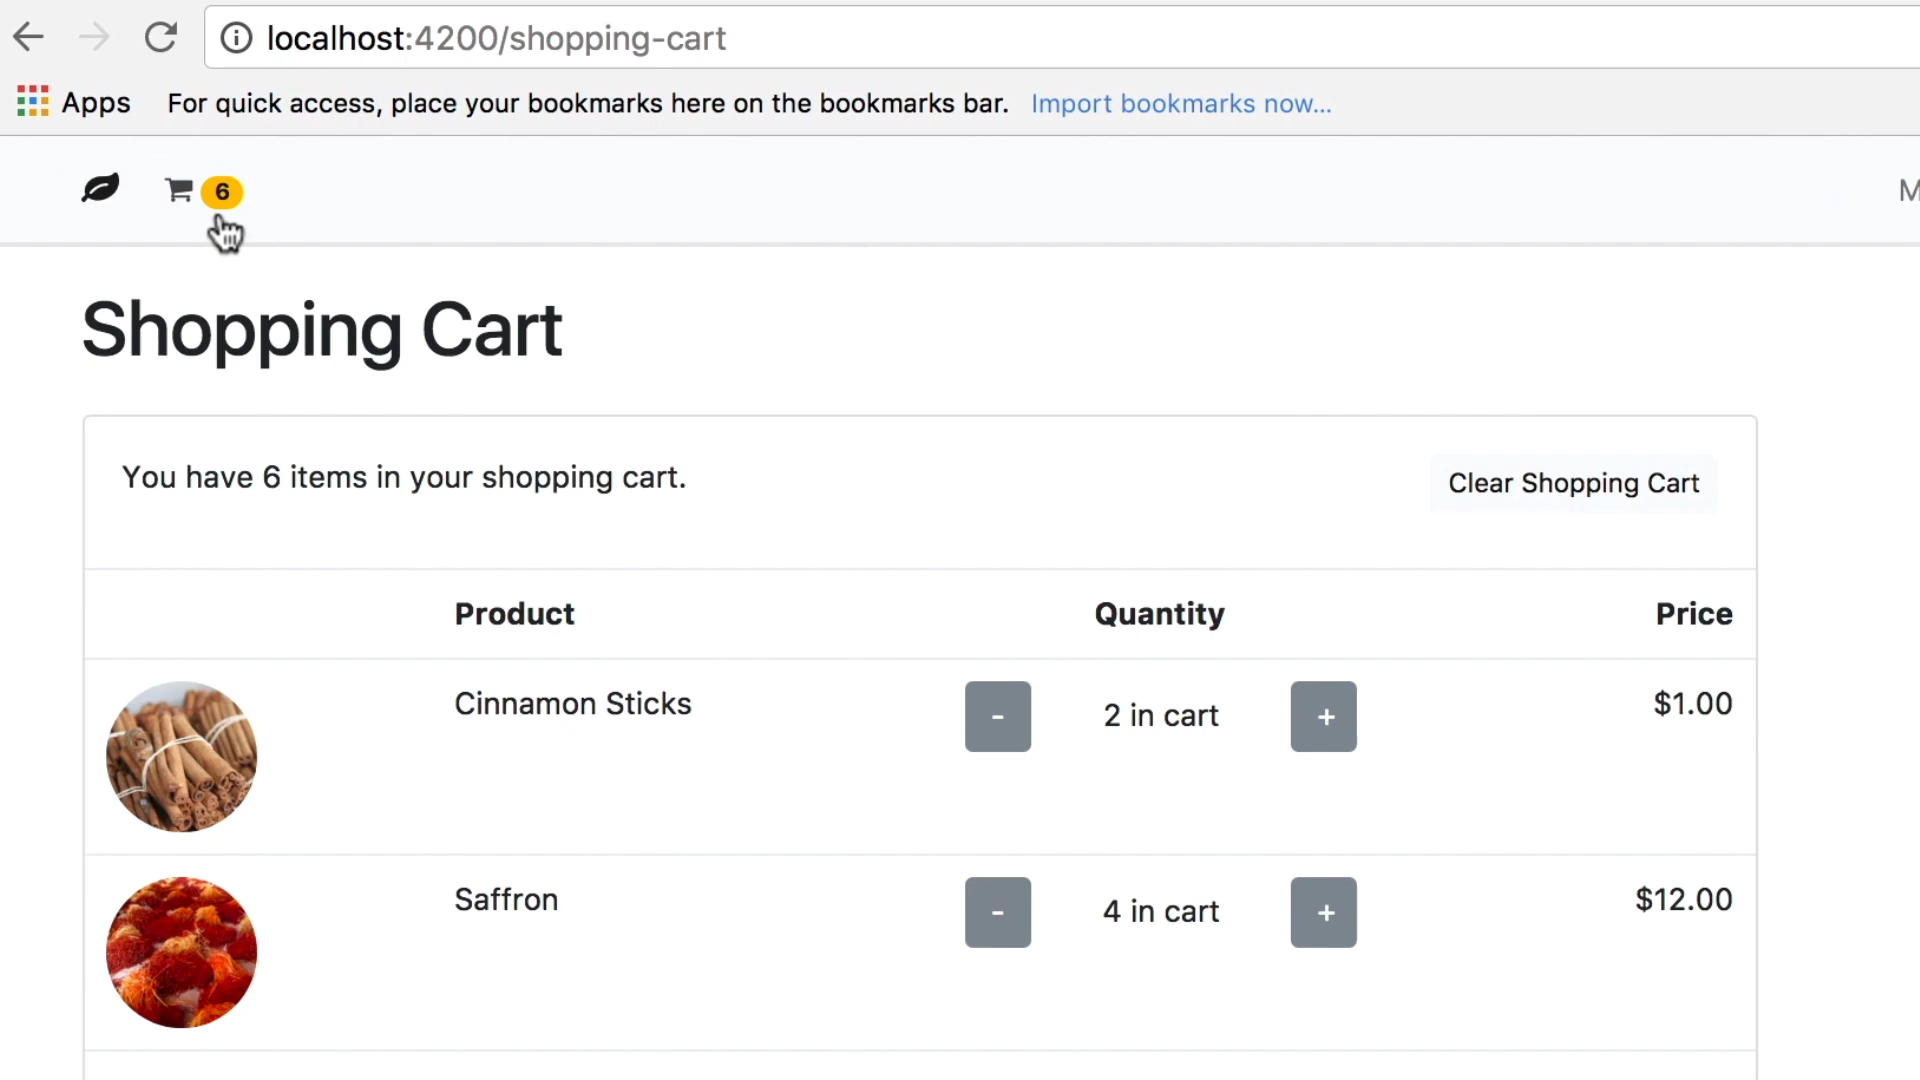 localhost:4200/shopping-cart
Apps For quick access, place your bookmarks here on the bookmarks bar. Import bookmarks now...
6
Shopping Cart
You have 6 items in your shopping cart. Clear Shopping Cart
Product Quantity Price
Cinnamon Sticks - 2 in cart + $1.00
Saffron - 4 in cart + $12.00